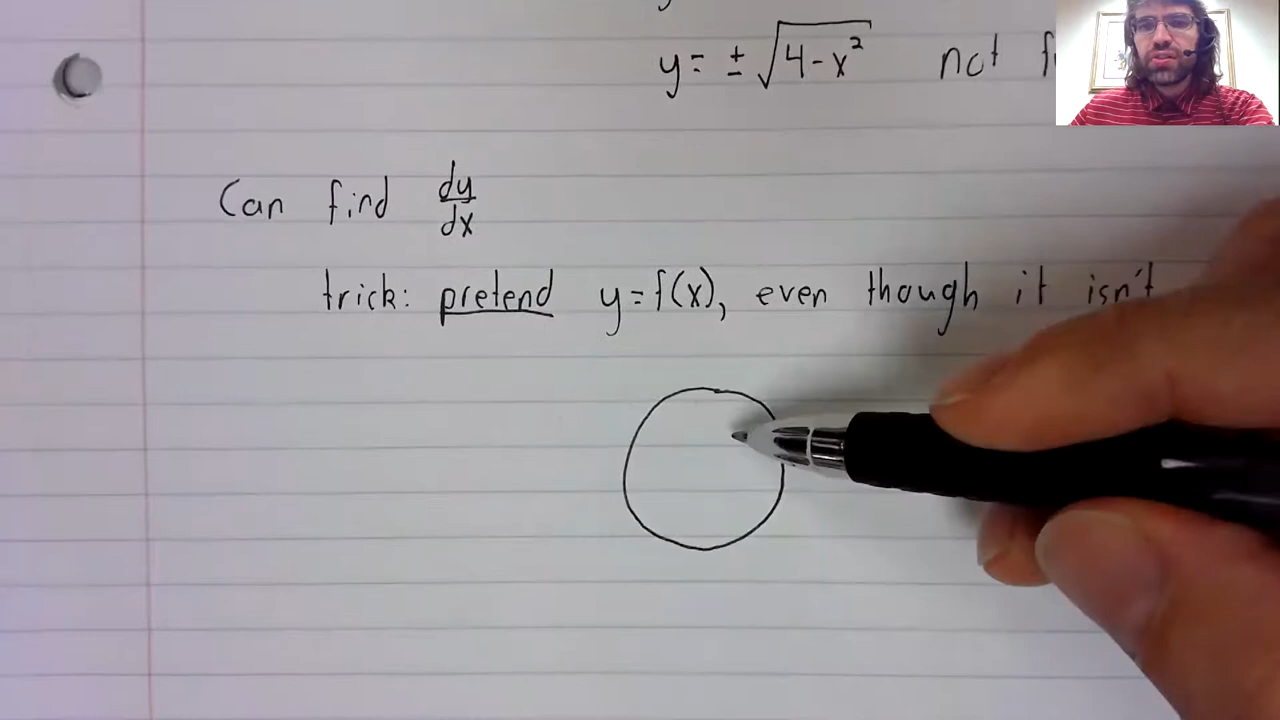 y = ± √4-x² not
Can find dy/dx
trick: pretend y=f(x), even though it isn't